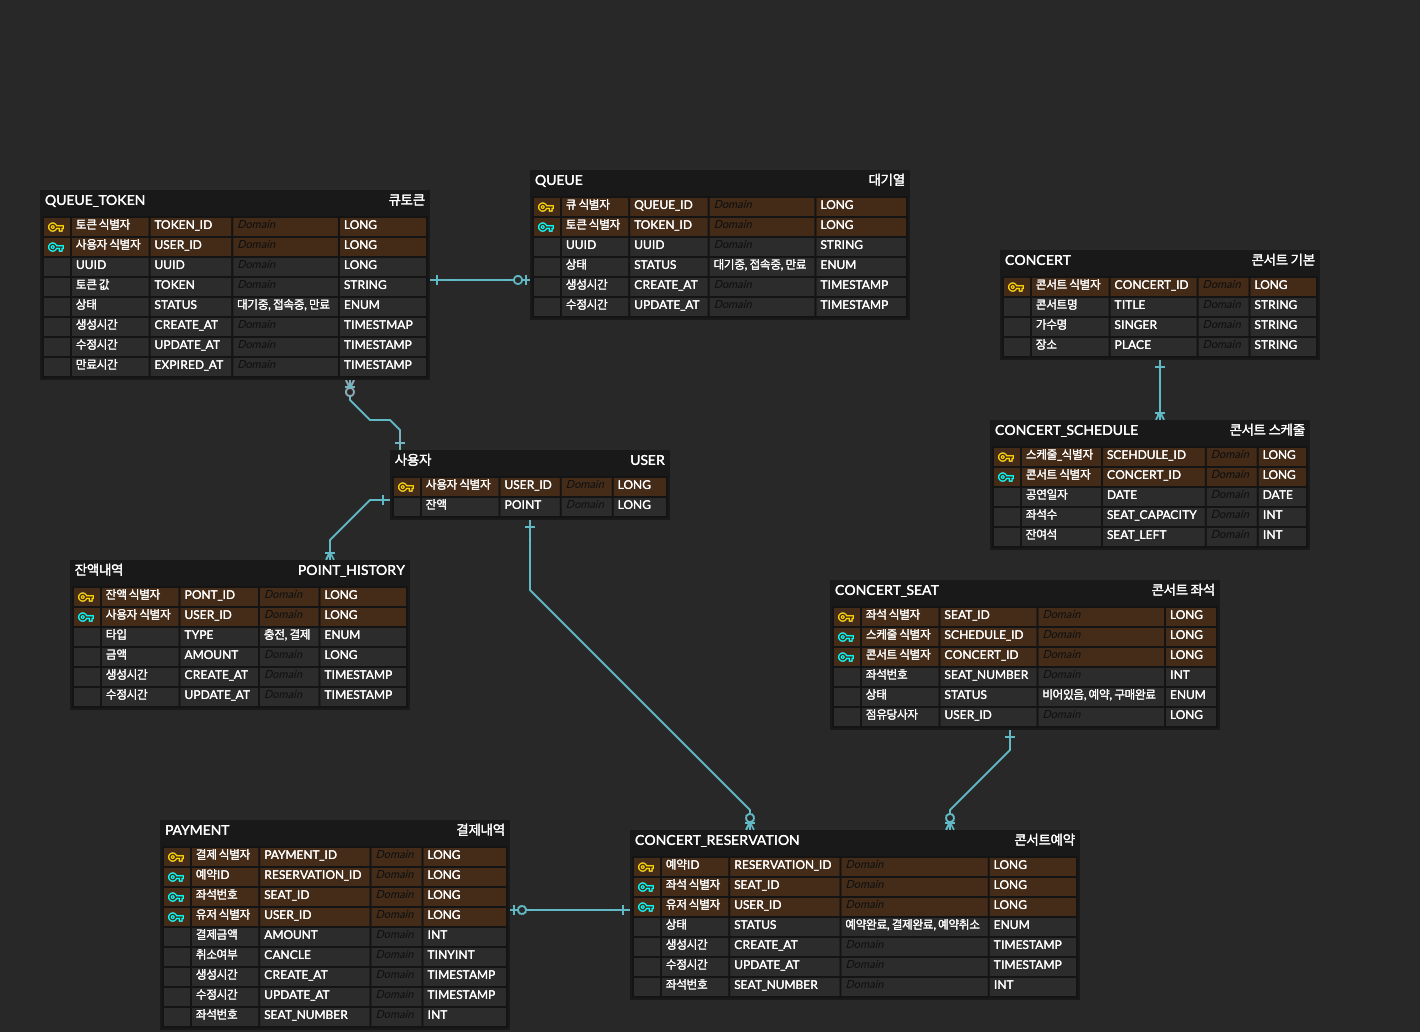 QUEUE_TOKEN 큐토큰
토큰 식별자 TOKEN_ID Domain LONG
사용자 식별자 USER_ID Domain LONG
UUID UUID Domain LONG
토큰 값 TOKEN Domain STRING
상태 STATUS 대기중, 접속중, 만료 ENUM
생성시간 CREATE_AT Domain TIMESTMAP
수정시간 UPDATE_AT Domain TIMESTAMP
만료시간 EXPIRED_AT Domain TIMESTAMP
QUEUE 대기열
큐 식별자 QUEUE_ID Domain LONG
토큰 식별자 TOKEN_ID Domain LONG
UUID UUID Domain STRING
상태 STATUS 대기중, 접속중, 만료 ENUM
생성시간 CREATE_AT Domain TIMESTAMP
수정시간 UPDATE_AT Domain TIMESTAMP
CONCERT 콘서트 기본
콘서트 식별자 CONCERT_ID Domain LONG
콘서트명 TITLE Domain STRING
가수명 SINGER Domain STRING
장소 PLACE Domain STRING
CONCERT_SCHEDULE 콘서트 스케줄
스케줄_식별자 SCEHDULE_ID Domain LONG
콘서트 식별자 CONCERT_ID Domain LONG
공연일자 DATE Domain DATE
좌석수 SEAT_CAPACITY Domain INT
잔여석 SEAT_LEFT Domain INT
사용자 USER
사용자 식별자 USER_ID Domain LONG
잔액 POINT Domain LONG
잔액내역 POINT_HISTORY
잔액 식별자 PONT_ID Domain LONG
사용자 식별자 USER_ID Domain LONG
타입 TYPE 충전, 결제 ENUM
금액 AMOUNT Domain LONG
생성시간 CREATE_AT Domain TIMESTAMP
수정시간 UPDATE_AT Domain TIMESTAMP
CONCERT_SEAT 콘서트 좌석
좌석 식별자 SEAT_ID Domain LONG
스케줄 식별자 SCHEDULE_ID Domain LONG
콘서트 식별자 CONCERT_ID Domain LONG
좌석번호 SEAT_NUMBER Domain INT
상태 STATUS 비어있음, 예약, 구매완료 ENUM
점유당사자 USER_ID Domain LONG
PAYMENT 결제내역
결제 식별자 PAYMENT_ID Domain LONG
예약ID RESERVATION_ID Domain LONG
좌석번호 SEAT_ID Domain LONG
유저 식별자 USER_ID Domain LONG
결제금액 AMOUNT Domain INT
취소여부 CANCLE Domain TINYINT
생성시간 CREATE_AT Domain TIMESTAMP
수정시간 UPDATE_AT Domain TIMESTAMP
좌석번호 SEAT_NUMBER Domain INT
CONCERT_RESERVATION 콘서트예약
예약ID RESERVATION_ID Domain LONG
좌석 식별자 SEAT_ID Domain LONG
유저 식별자 USER_ID Domain LONG
상태 STATUS 예약완료, 결제완료, 예약취소 ENUM
생성시간 CREATE_AT Domain TIMESTAMP
수정시간 UPDATE_AT Domain TIMESTAMP
좌석번호 SEAT_NUMBER Domain INT